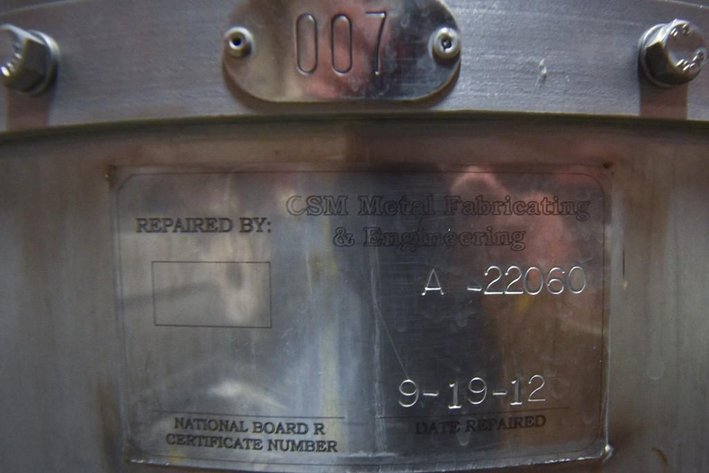 007
REPAIRED BY: CSM Metal Fabricating
& Engineering
A -22060
9-19-12
NATIONAL BOARD R
CERTIFICATE NUMBER
DATE REPAIRED